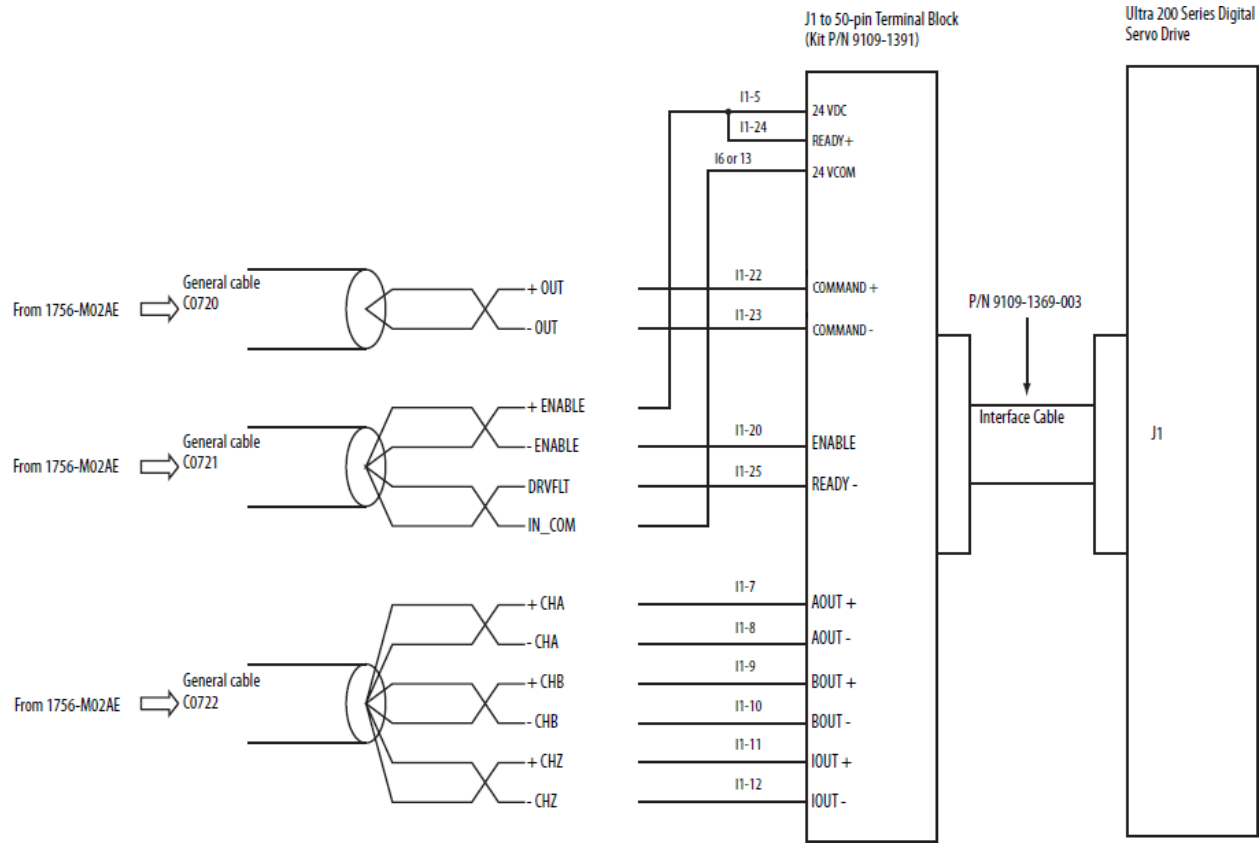 J1 to 50-pin Terminal Block
(Kit P/N 9109-1391)
Ultra 200 Series Digital
Servo Drive
I1-5
24 VDC
I1-24
READY+
I6 or 13
24 VCOM
From 1756-M02AE
General cable
C0720
+ OUT
I1-22
COMMAND +
- OUT
I1-23
COMMAND -
P/N 9109-1369-003
Interface Cable
J1
From 1756-M02AE
General cable
C0721
+ ENABLE
- ENABLE
I1-20
ENABLE
DRVFLT
I1-25
READY -
IN_COM
From 1756-M02AE
General cable
C0722
+ CHA
I1-7
AOUT +
- CHA
I1-8
AOUT -
+ CHB
I1-9
BOUT +
- CHB
I1-10
BOUT -
+ CHZ
I1-11
IOUT +
- CHZ
I1-12
IOUT -